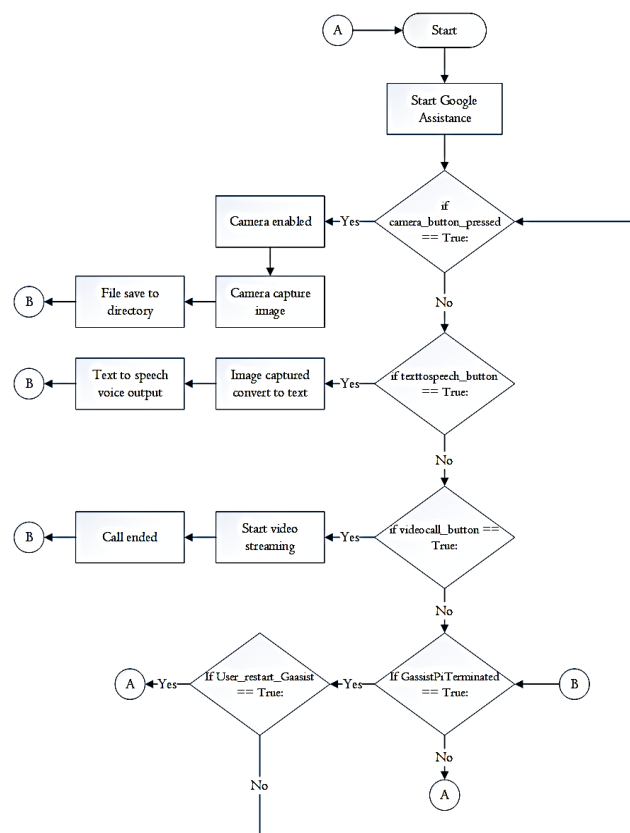 A
Start
Start Google
Assistance
if
camera_button_pressed
== True:
Yes
Camera enabled
No
B
File save to
directory
Camera capture
image
if texttospeech_button
== True:
Yes
Image captured
convert to text
Text to speech
voice output
B
No
if videocall_button ==
True:
Yes
Start video
streaming
Call ended
B
No
If GassistPiTerminated
== True:
B
Yes
If User_restart_Gaasist
== True:
Yes
A
No
A
No